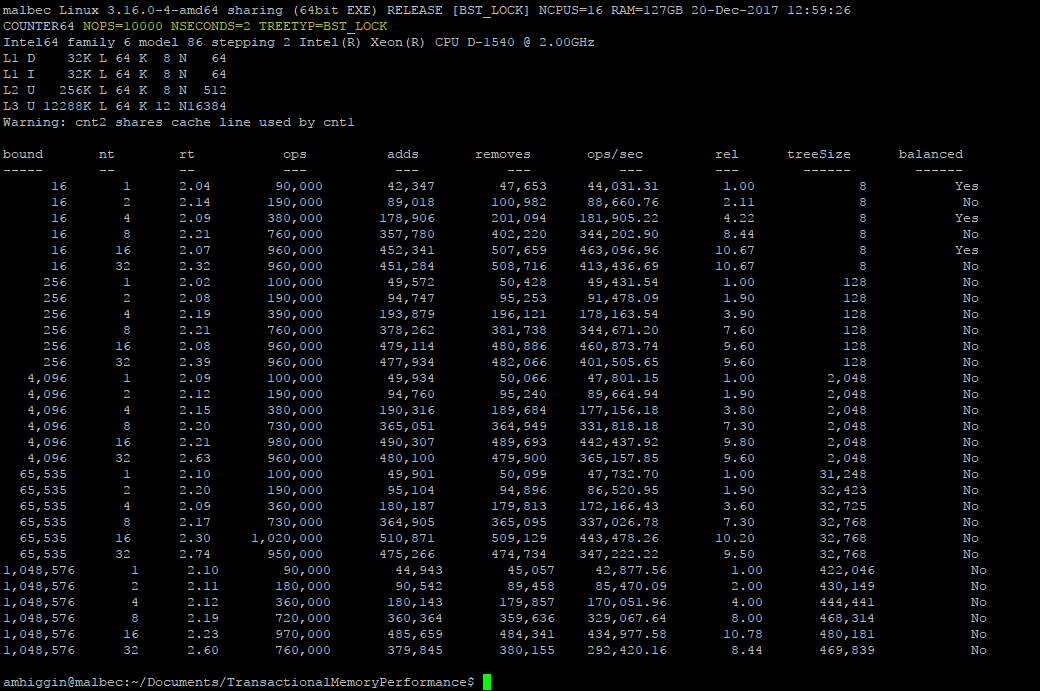 malbec Linux 3.16.0-4-amd64 sharing (64bit EXE) RELEASE [BST_LOCK] NCPUS=16 RAM=127GB 20-Dec-2017 12:59:26
COUNTER64 NOPS=10000 NSECONDS=2 TREETYP=BST_LOCK
Intel64 family 6 model 86 stepping 2 Intel(R) Xeon(R) CPU D-1540 @ 2.00GHz
L1 D 32K L 64 K 8 N 64
L1 I 32K L 64 K 8 N 64
L2 U 256K L 64 K 8 N 512
L3 U 12288K L 64 K 12 N16384
Warning: cnt2 shares cache line used by cnt1
bound nt rt ops adds removes ops/sec rel treeSize balanced
----- -- -- --- --- --- --- --- ------ ------
16 1 2.04 90,000 42,347 47,653 44,031.31 1.00 8 Yes
16 2 2.14 190,000 89,018 100,982 88,660.76 2.11 8 No
16 4 2.09 380,000 178,906 201,094 181,905.22 4.22 8 Yes
16 8 2.21 760,000 357,780 402,220 344,202.90 8.44 8 No
16 16 2.07 960,000 452,341 507,659 463,096.96 10.67 8 Yes
16 32 2.32 960,000 451,284 508,716 413,436.69 10.67 8 No
256 1 2.02 100,000 49,572 50,428 49,431.54 1.00 128 No
256 2 2.08 190,000 94,747 95,253 91,478.09 1.90 128 No
256 4 2.19 390,000 193,879 196,121 178,163.54 3.90 128 No
256 8 2.21 760,000 378,262 381,738 344,671.20 7.60 128 No
256 16 2.08 960,000 479,114 480,886 460,873.74 9.60 128 No
256 32 2.39 960,000 477,934 482,066 401,505.65 9.60 128 No
4,096 1 2.09 100,000 49,934 50,066 47,801.15 1.00 2,048 No
4,096 2 2.12 190,000 94,760 95,240 89,664.94 1.90 2,048 No
4,096 4 2.15 380,000 190,316 189,684 177,156.18 3.80 2,048 No
4,096 8 2.20 730,000 365,051 364,949 331,818.18 7.30 2,048 No
4,096 16 2.21 980,000 490,307 489,693 442,437.92 9.80 2,048 No
4,096 32 2.63 960,000 480,100 479,900 365,157.85 9.60 2,048 No
65,535 1 2.10 100,000 49,901 50,099 47,732.70 1.00 31,248 No
65,535 2 2.20 190,000 95,104 94,896 86,520.95 1.90 32,423 No
65,535 4 2.09 360,000 180,187 179,813 172,166.43 3.60 32,725 No
65,535 8 2.17 730,000 364,905 365,095 337,026.78 7.30 32,768 No
65,535 16 2.30 1,020,000 510,871 509,129 443,478.26 10.20 32,768 No
65,535 32 2.74 950,000 475,266 474,734 347,222.22 9.50 32,768 No
1,048,576 1 2.10 90,000 44,943 45,057 42,877.56 1.00 422,046 No
1,048,576 2 2.11 180,000 90,542 89,458 85,470.09 2.00 430,149 No
1,048,576 4 2.12 360,000 180,143 179,857 170,051.96 4.00 444,441 No
1,048,576 8 2.19 720,000 360,364 359,636 329,067.64 8.00 468,314 No
1,048,576 16 2.23 970,000 485,659 484,341 434,977.58 10.78 480,181 No
1,048,576 32 2.60 760,000 379,845 380,155 292,420.16 8.44 469,839 No
amhiggin@malbec:~/Documents/TransactionalMemoryPerformance$